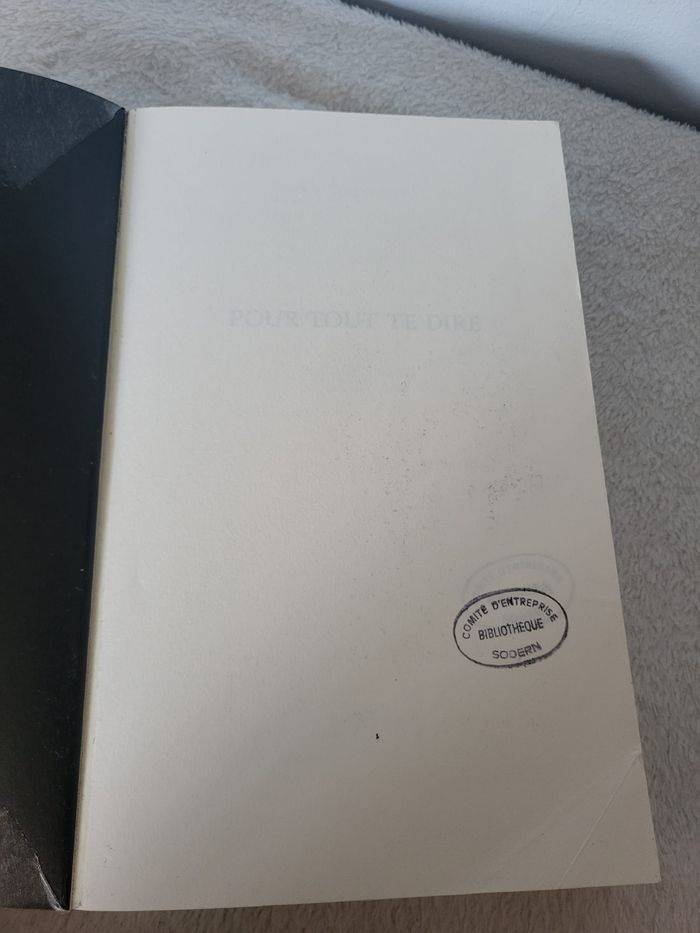 POUR TOUT TE DIRE
COMITÉ D'ENTREPRISE
BIBLIOTHEQUE
SODERN